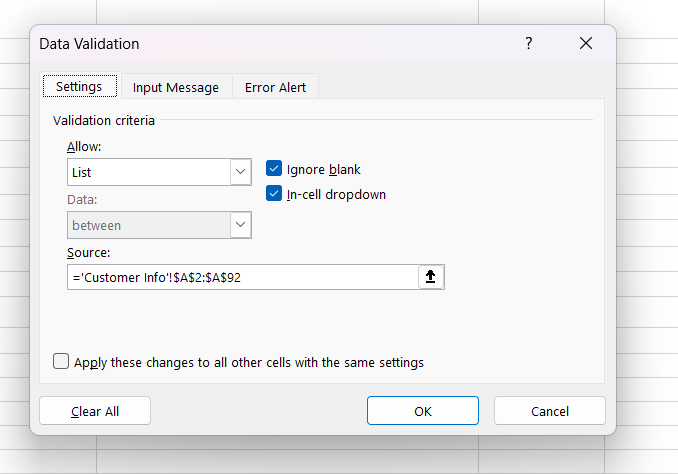 Data Validation ? ×
Settings Input Message Error Alert
Validation criteria
Allow:
List
Ignore blank
In-cell dropdown
Data:
between
Source:
='Customer Info'!$A$2:$A$92
Apply these changes to all other cells with the same settings
Clear All OK Cancel